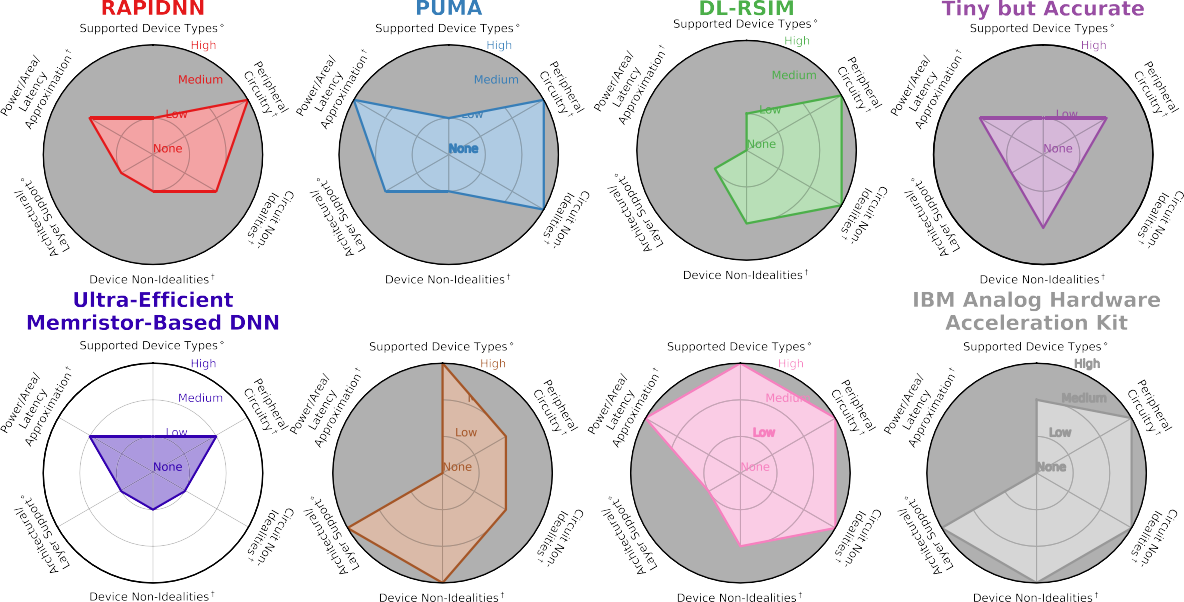 RAPIDNN
Supported Device Types°
High
Medium
Low
None
Peripheral
Circuitry†
Circuit Non-
Idealities†
Device Non-Idealities†
Architectural/
Layer Support°
Power/Area/
Latency
Approximation†
PUMA
Supported Device Types°
High
Medium
Low
None
Peripheral
Circuitry†
Circuit Non-
Idealities†
Device Non-Idealities†
Architectural/
Layer Support°
Power/Area/
Latency
Approximation†
DL-RSIM
Supported Device Types°
High
Medium
Low
None
Peripheral
Circuitry†
Circuit Non-
Idealities†
Device Non-Idealities†
Architectural/
Layer Support°
Power/Area/
Latency
Approximation†
Tiny but Accurate
Supported Device Types°
High
Low
None
Peripheral
Circuitry†
Circuit Non-
Idealities†
Device Non-Idealities†
Architectural/
Layer Support°
Power/Area/
Latency
Approximation†
Ultra-Efficient
Memristor-Based DNN
Supported Device Types°
High
Medium
Low
None
Peripheral
Circuitry†
Circuit Non-
Idealities†
Device Non-Idealities†
Architectural/
Layer Support°
Power/Area/
Latency
Approximation†
Supported Device Types°
High
Low
None
Peripheral
Circuitry†
Circuit Non-
Idealities†
Device Non-Idealities†
Architectural/
Layer Support°
Power/Area/
Latency
Approximation†
Supported Device Types°
High
Medium
Low
None
Peripheral
Circuitry†
Circuit Non-
Idealities†
Device Non-Idealities†
Architectural/
Layer Support°
Power/Area/
Latency
Approximation†
IBM Analog Hardware
Acceleration Kit
Supported Device Types°
High
Medium
Low
None
Peripheral
Circuitry†
Circuit Non-
Idealities†
Device Non-Idealities†
Architectural/
Layer Support°
Power/Area/
Latency
Approximation†